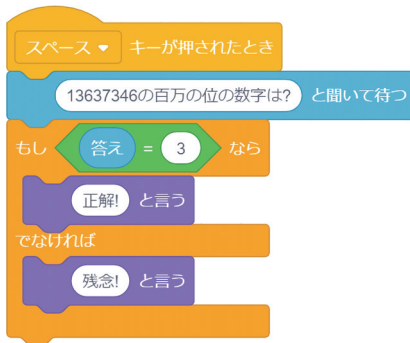 スペース キーが押されたとき
13637346の百万の位の数字は? と聞いて待つ
もし 答え = 3 なら
正解! と言う
でなければ
残念! と言う